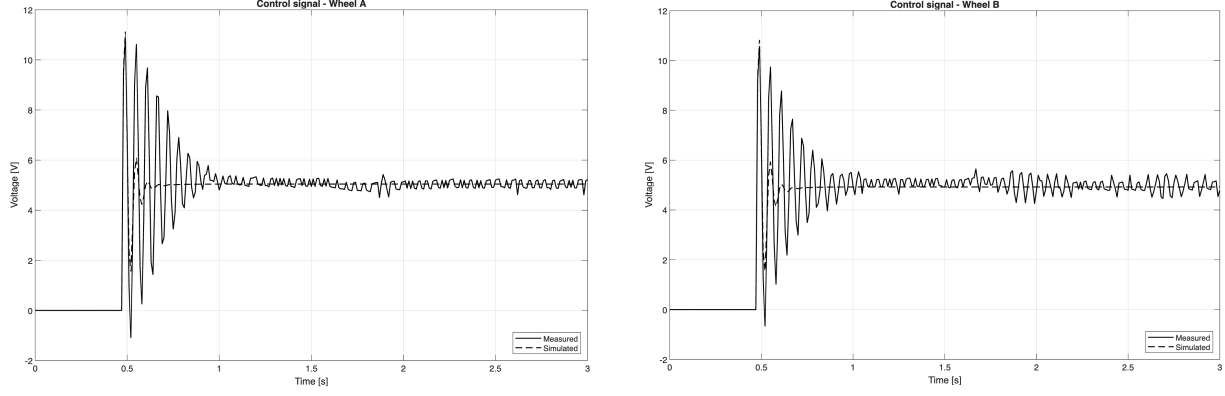 Control signal - Wheel A
12
10
8
6
4
2
0
-2
Voltage [V]
0 0.5 1 1.5 2 2.5 3
Time [s]
Measured
Simulated
Control signal - Wheel B
12
10
8
6
4
2
0
-2
Voltage [V]
0 0.5 1 1.5 2 2.5 3
Time [s]
Measured
Simulated